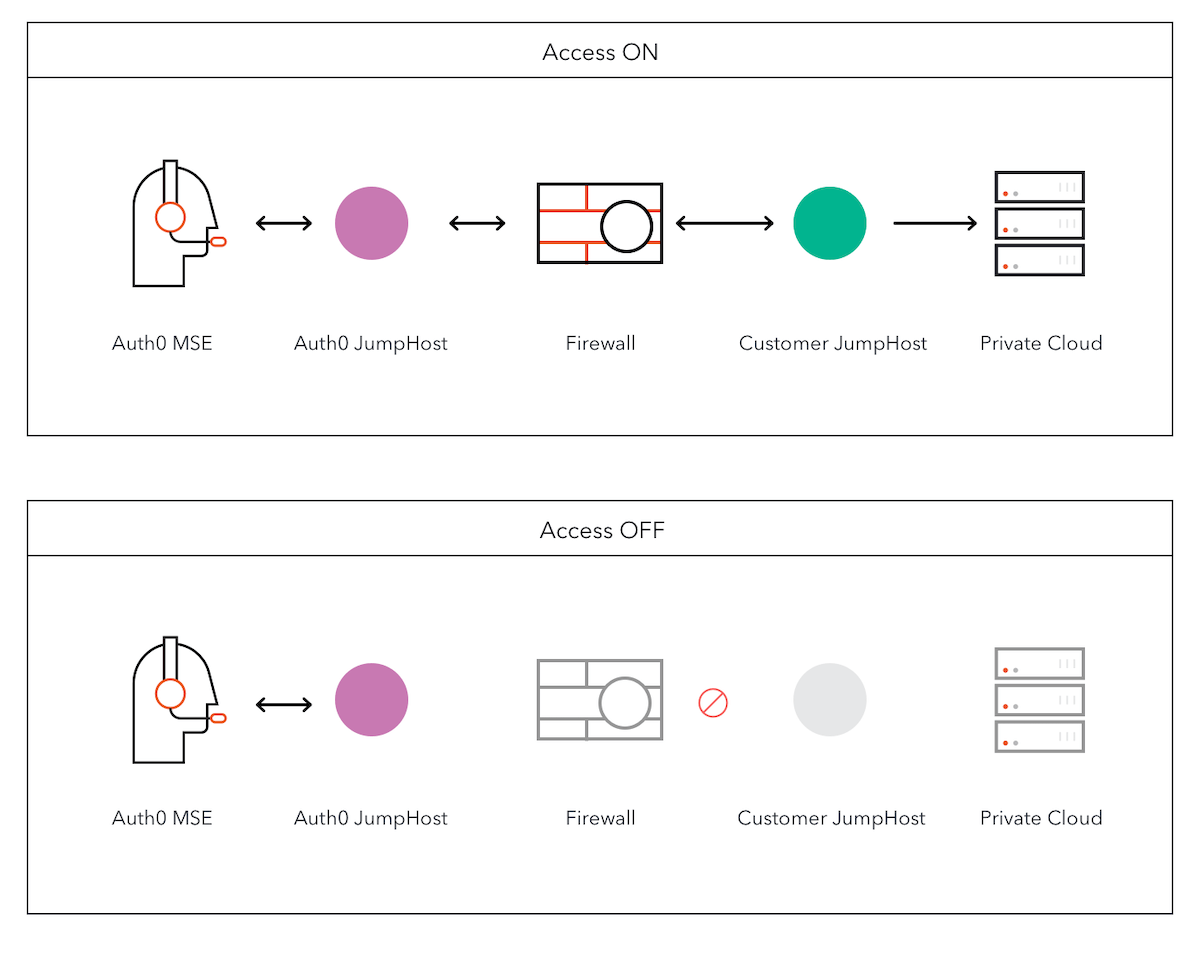 Access ON
Auth0 MSE
Auth0 JumpHost
Firewall
Customer JumpHost
Private Cloud
Access OFF
Auth0 MSE
Auth0 JumpHost
Firewall
Customer JumpHost
Private Cloud